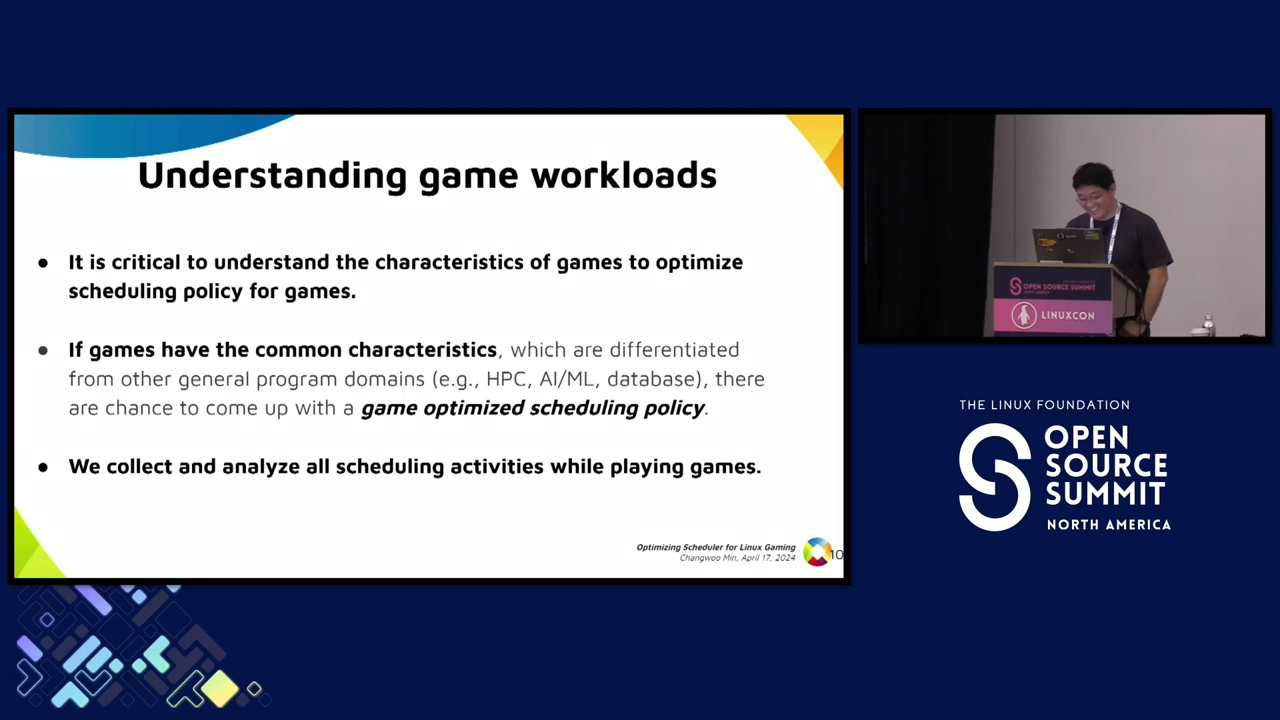 Understanding game workloads
● It is critical to understand the characteristics of games to optimize
scheduling policy for games.
● If games have the common characteristics, which are differentiated
from other general program domains (e.g., HPC, AI/ML, database), there
are chance to come up with a game optimized scheduling policy.
● We collect and analyze all scheduling activities while playing games.
Optimizing Scheduler for Linux Gaming
Changwoo Min, April 17, 2024
10
OPEN SOURCE SUMMIT
LINUXCON
THE LINUX FOUNDATION
OPEN
SOURCE
SUMMIT
NORTH AMERICA